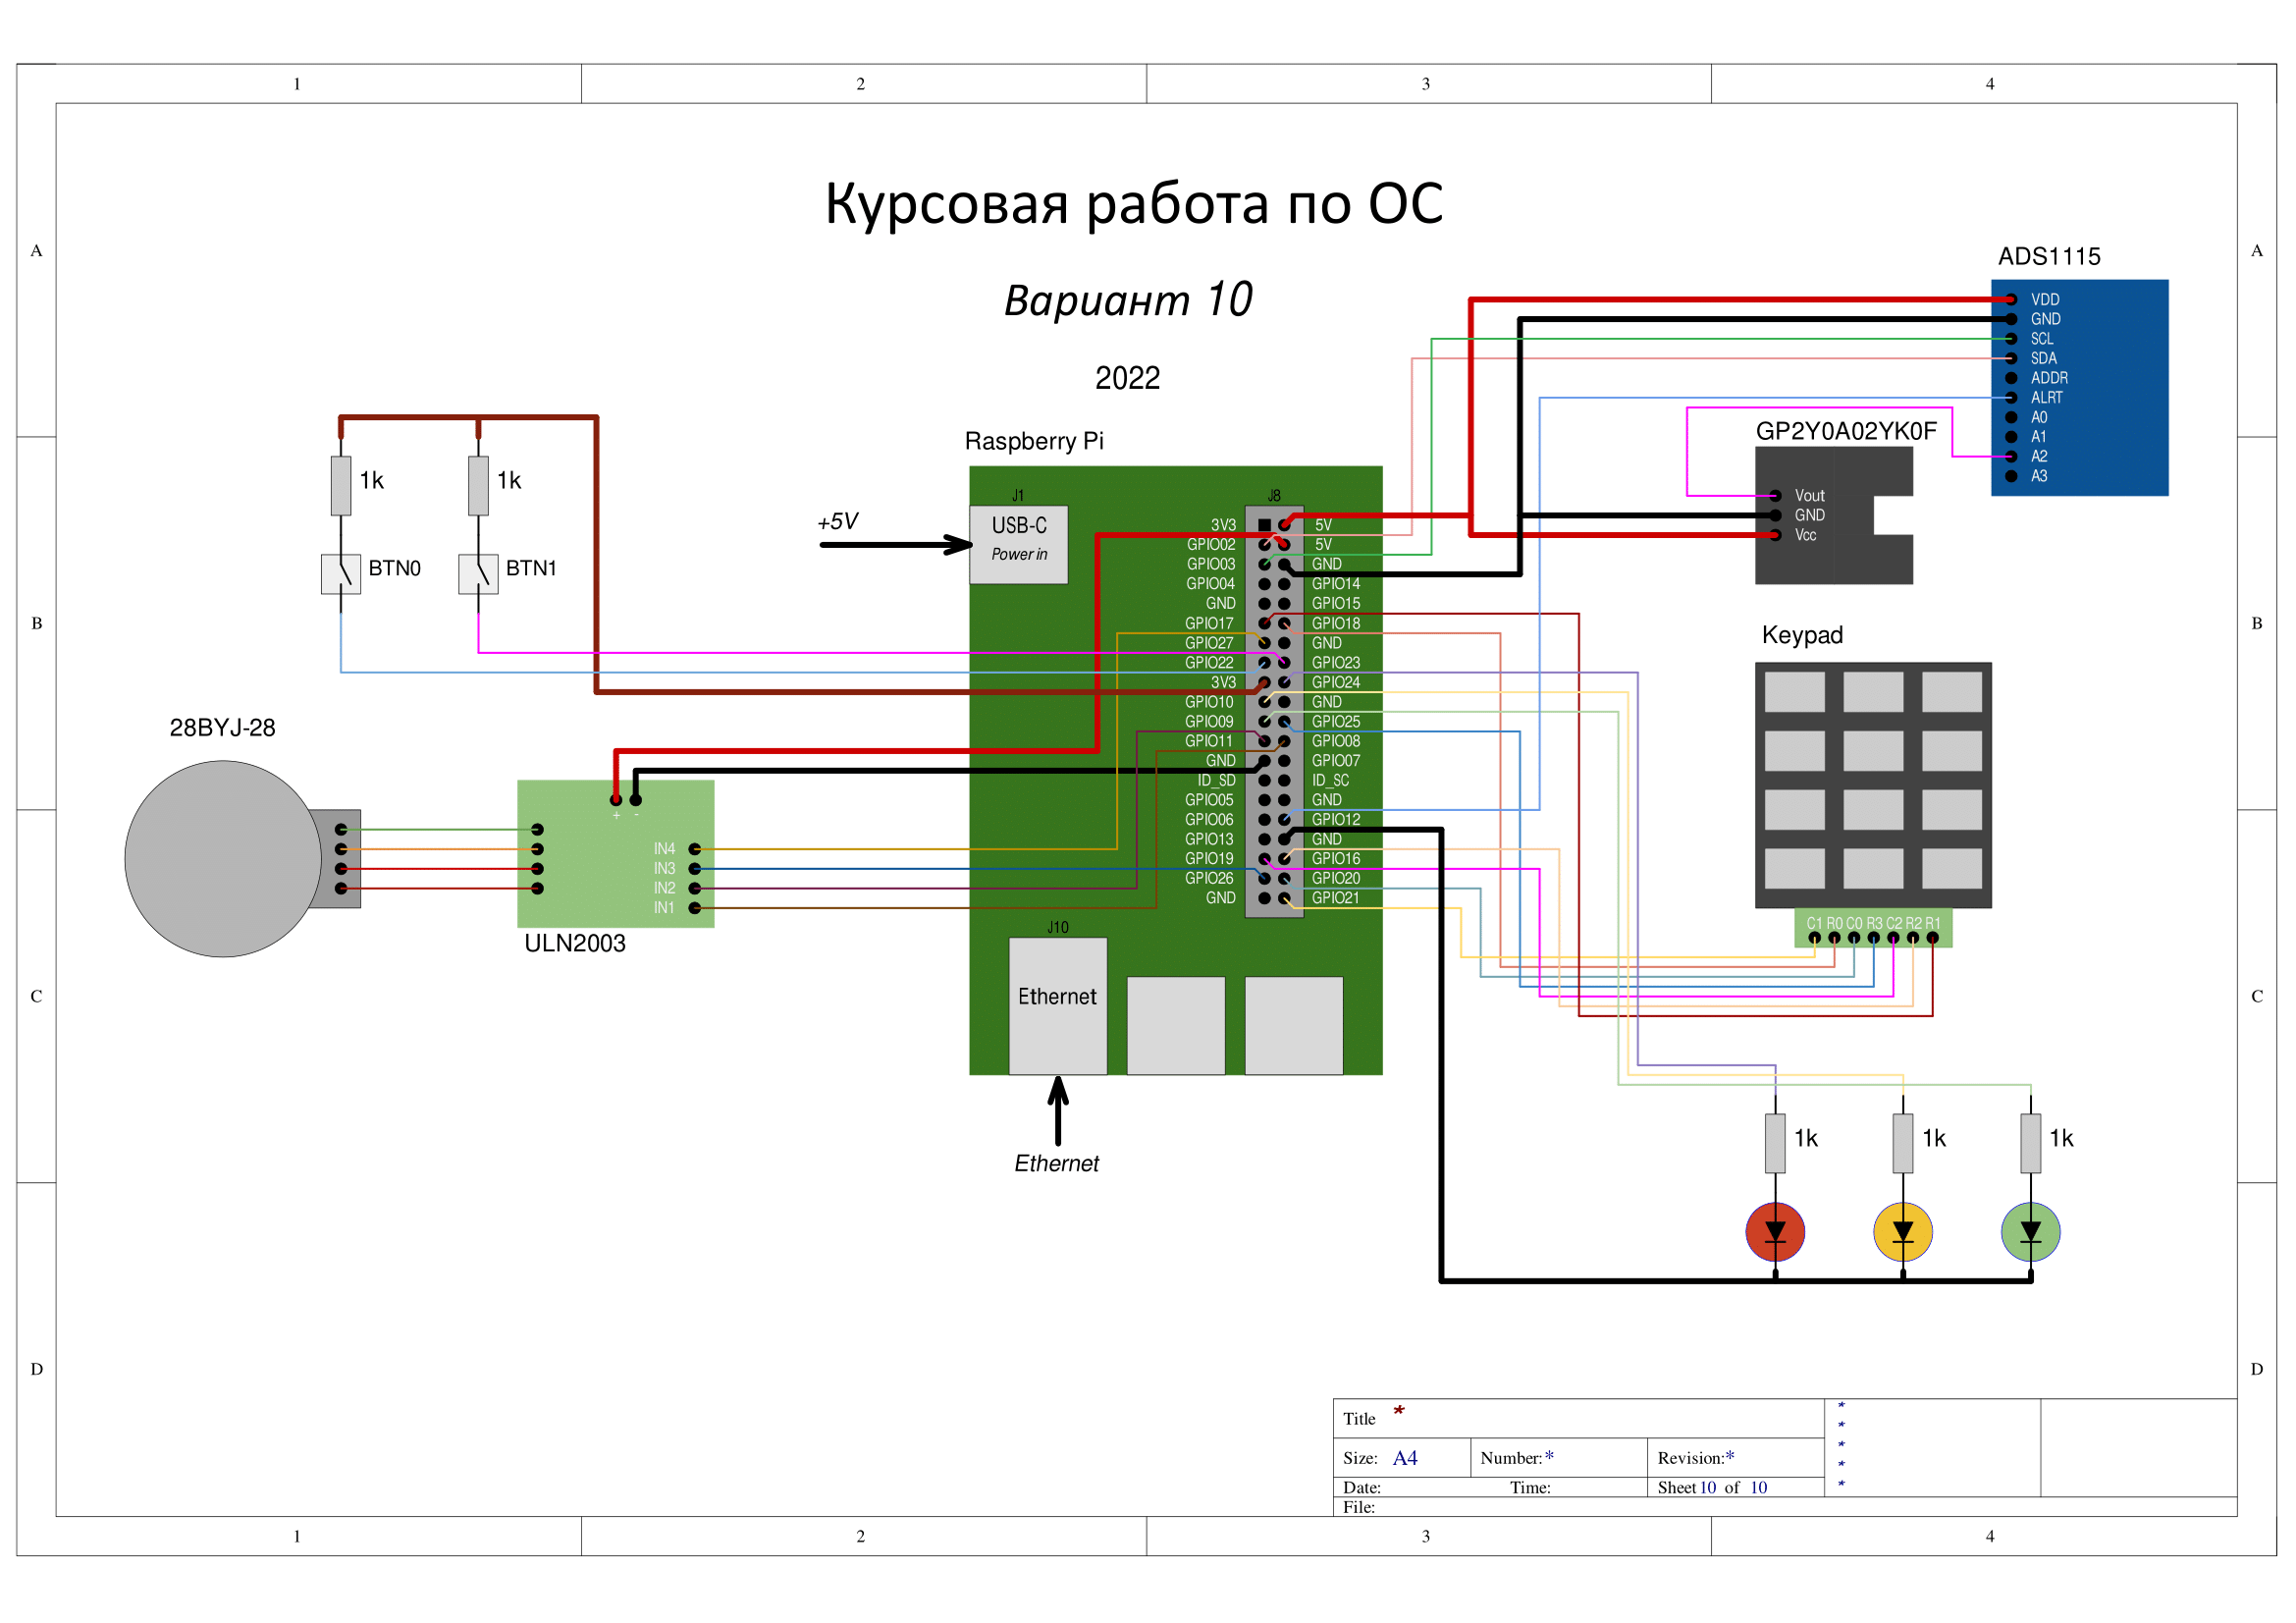 1 2 3 4
A A
B B
C C
D D
Курсовая работа по ОС
Вариант 10
2022
ADS1115
VDD
GND
SCL
SDA
ADDR
ALRT
A0
A1
A2
A3
GP2Y0A02YK0F
Vout
GND
Vcc
1k 1k
BTN0 BTN1
Raspberry Pi
+5V
J1
USB-C
Power in
J8
3V3 5V
GPIO02 5V
GPIO03 GND
GPIO04 GPIO14
GND GPIO15
GPIO17 GPIO18
GPIO27 GND
GPIO22 GPIO23
3V3 GPIO24
GPIO10 GND
GPIO09 GPIO25
GPIO11 GPIO08
GND GPIO07
ID_SD ID_SC
GPIO05 GND
GPIO06 GPIO12
GPIO13 GND
GPIO19 GPIO16
GPIO26 GPIO20
GND GPIO21
J10
Ethernet
Ethernet
Keypad
C1 R0 C0 R3 C2 R2 R1
28BYJ-28
+ -
IN4
IN3
IN2
IN1
ULN2003
1k 1k 1k
Title *
Size: A4 Number:* Revision:*
Date: Time: Sheet 10 of 10
File:
*
*
*
*
*
1 2 3 4